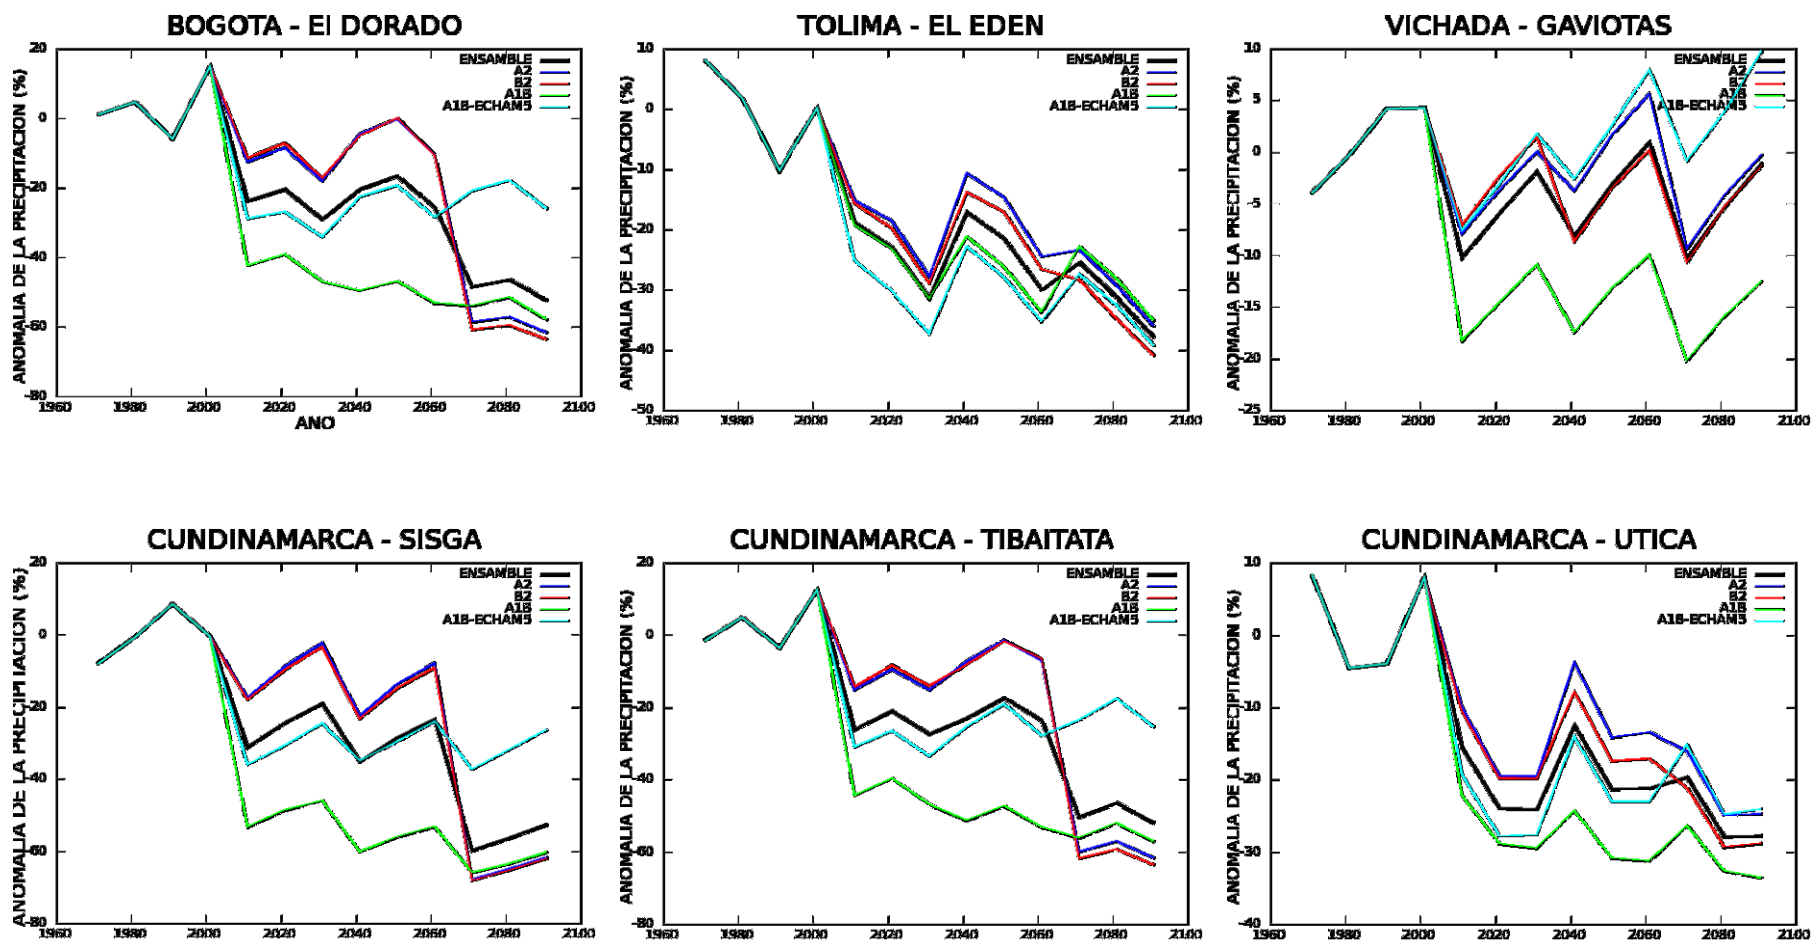 BOGOTA - El DORADO
ANOMALIA DE LA PRECIPITACION (%)
20
0
-20
-40
-60
-80
ENSAMBLE
A2
B2
A1B
A1B-ECHAM5
1960 1980 2000 2020 2040 2060 2080 2100
ANO
TOLIMA - EL EDEN
ANOMALIA DE LA PRECIPITACION (%)
10
0
-10
-20
-30
-40
-50
ENSAMBLE
A2
B2
A1B
A1B-ECHAM5
1960 1980 2000 2020 2040 2060 2080 2100
VICHADA - GAVIOTAS
ANOMALIA DE LA PRECIPITACION (%)
10
5
0
-5
-10
-15
-20
-25
ENSAMBLE
A2
B2
A1B
A1B-ECHAM5
1960 1980 2000 2020 2040 2060 2080 2100
CUNDINAMARCA - SISGA
ANOMALIA DE LA PRECIPITACION (%)
20
0
-20
-40
-60
-80
ENSAMBLE
A2
B2
A1B
A1B-ECHAM5
1960 1980 2000 2020 2040 2060 2080 2100
CUNDINAMARCA - TIBAITATA
ANOMALIA DE LA PRECIPITACION (%)
20
0
-20
-40
-60
-80
ENSAMBLE
A2
B2
A1B
A1B-ECHAM5
1960 1980 2000 2020 2040 2060 2080 2100
CUNDINAMARCA - UTICA
ANOMALIA DE LA PRECIPITACION (%)
10
0
-10
-20
-30
-40
ENSAMBLE
A2
B2
A1B
A1B-ECHAM5
1960 1980 2000 2020 2040 2060 2080 2100